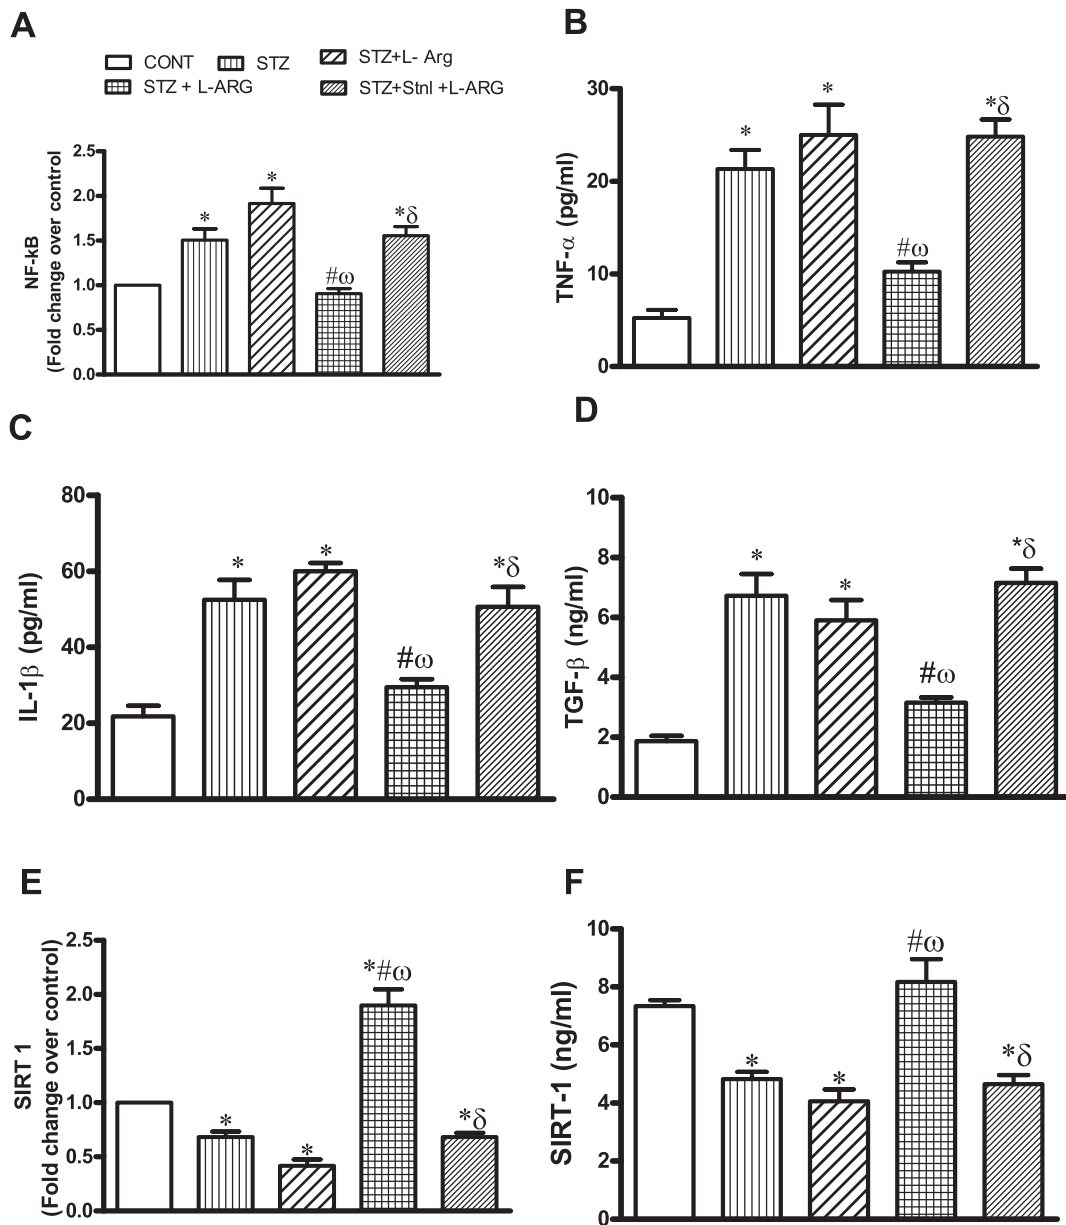 A
CONT
STZ
STZ+L- Arg
STZ + L-ARG
STZ+Stnl +L-ARG
NF-kB
(Fold change over control)
2.5
2.0
1.5
1.0
0.5
0.0
*
*
#ω
*δ
B
TNF-α (pg/ml)
30
20
10
0
*
*
#ω
*δ
C
IL-1β (pg/ml)
80
60
40
20
0
*
*
#ω
*δ
D
TGF-β (ng/ml)
10
8
6
4
2
0
*
*
#ω
*δ
E
SIRT 1
(Fold change over control)
2.5
2.0
1.5
1.0
0.5
0.0
*
*
*#ω
*δ
F
SIRT-1 (ng/ml)
10
8
6
4
2
0
*
*
#ω
*δ